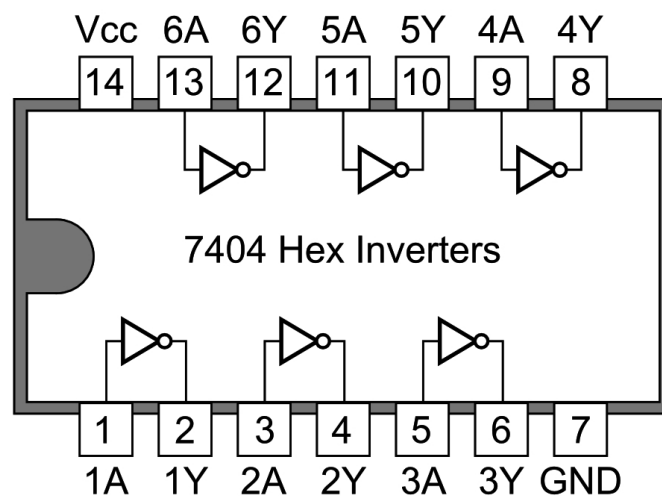 Vcc 6A 6Y 5A 5Y 4A 4Y
14 13 12 11 10 9 8
7404 Hex Inverters
1 2 3 4 5 6 7
1A 1Y 2A 2Y 3A 3Y GND